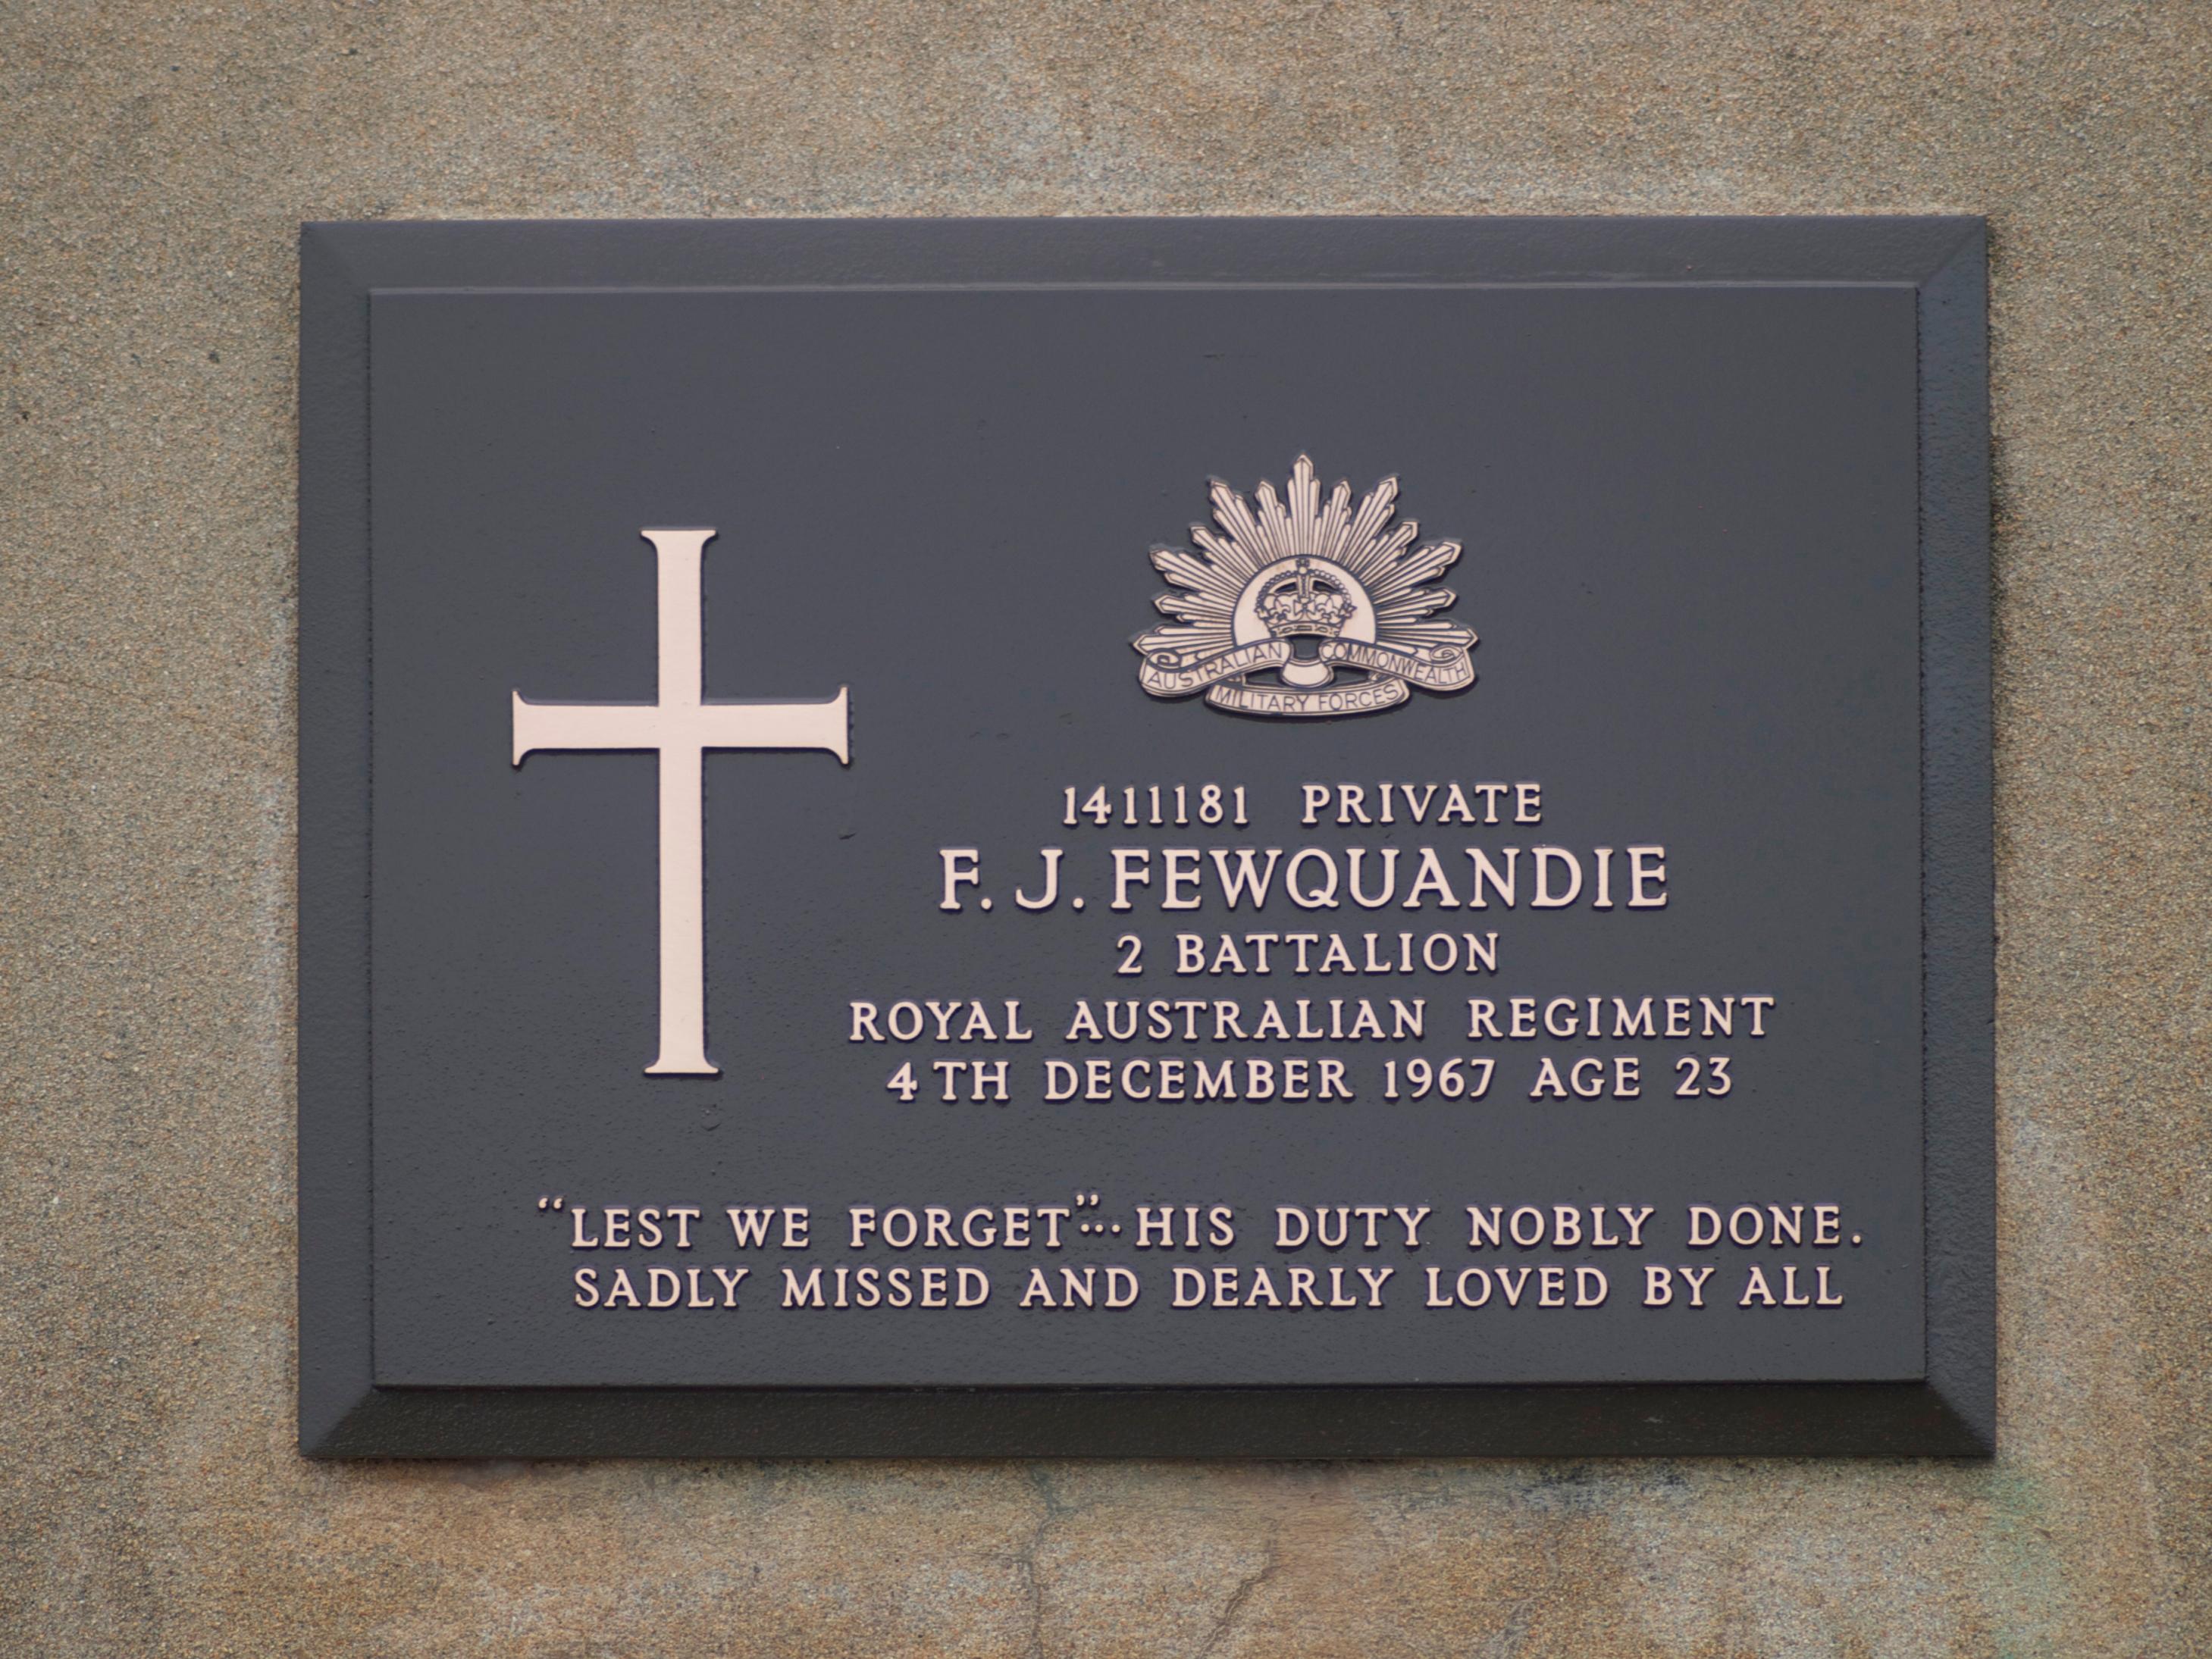 AUSTRALIAN COMMONWEALTH
MILITARY FORCES
1411181 PRIVATE
F. J. FEWQUANDIE
2 BATTALION
ROYAL AUSTRALIAN REGIMENT
4TH DECEMBER 1967 AGE 23
“LEST WE FORGET”... HIS DUTY NOBLY DONE.
SADLY MISSED AND DEARLY LOVED BY ALL